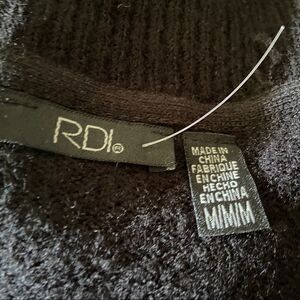 RDI®
MADE IN
CHINA
FABRIQUE
EN CHINE
HECHO
EN CHINA
M/M/M